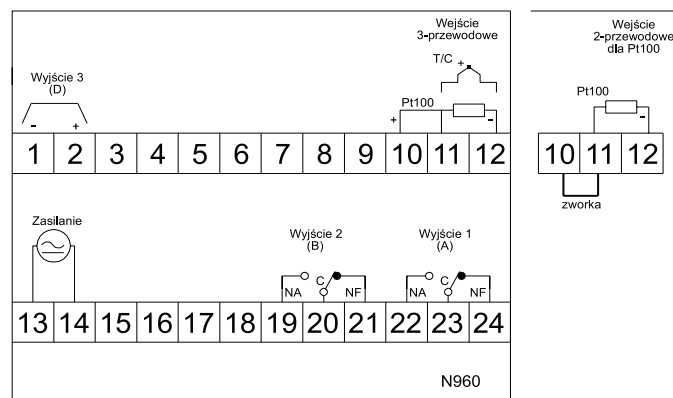 Wejście
3-przewodowe
T/C +
Wyjście 3
(D)
- +
Pt100
+ -
1 2 3 4 5 6 7 8 9 10 11 12
Zasilanie
Wyjście 2
(B)
Wyjście 1
(A)
NA C NF NA C NF
13 14 15 16 17 18 19 20 21 22 23 24
N960
Wejście
2-przewodowe
dla Pt100
Pt100
-
10 11 12
zworka